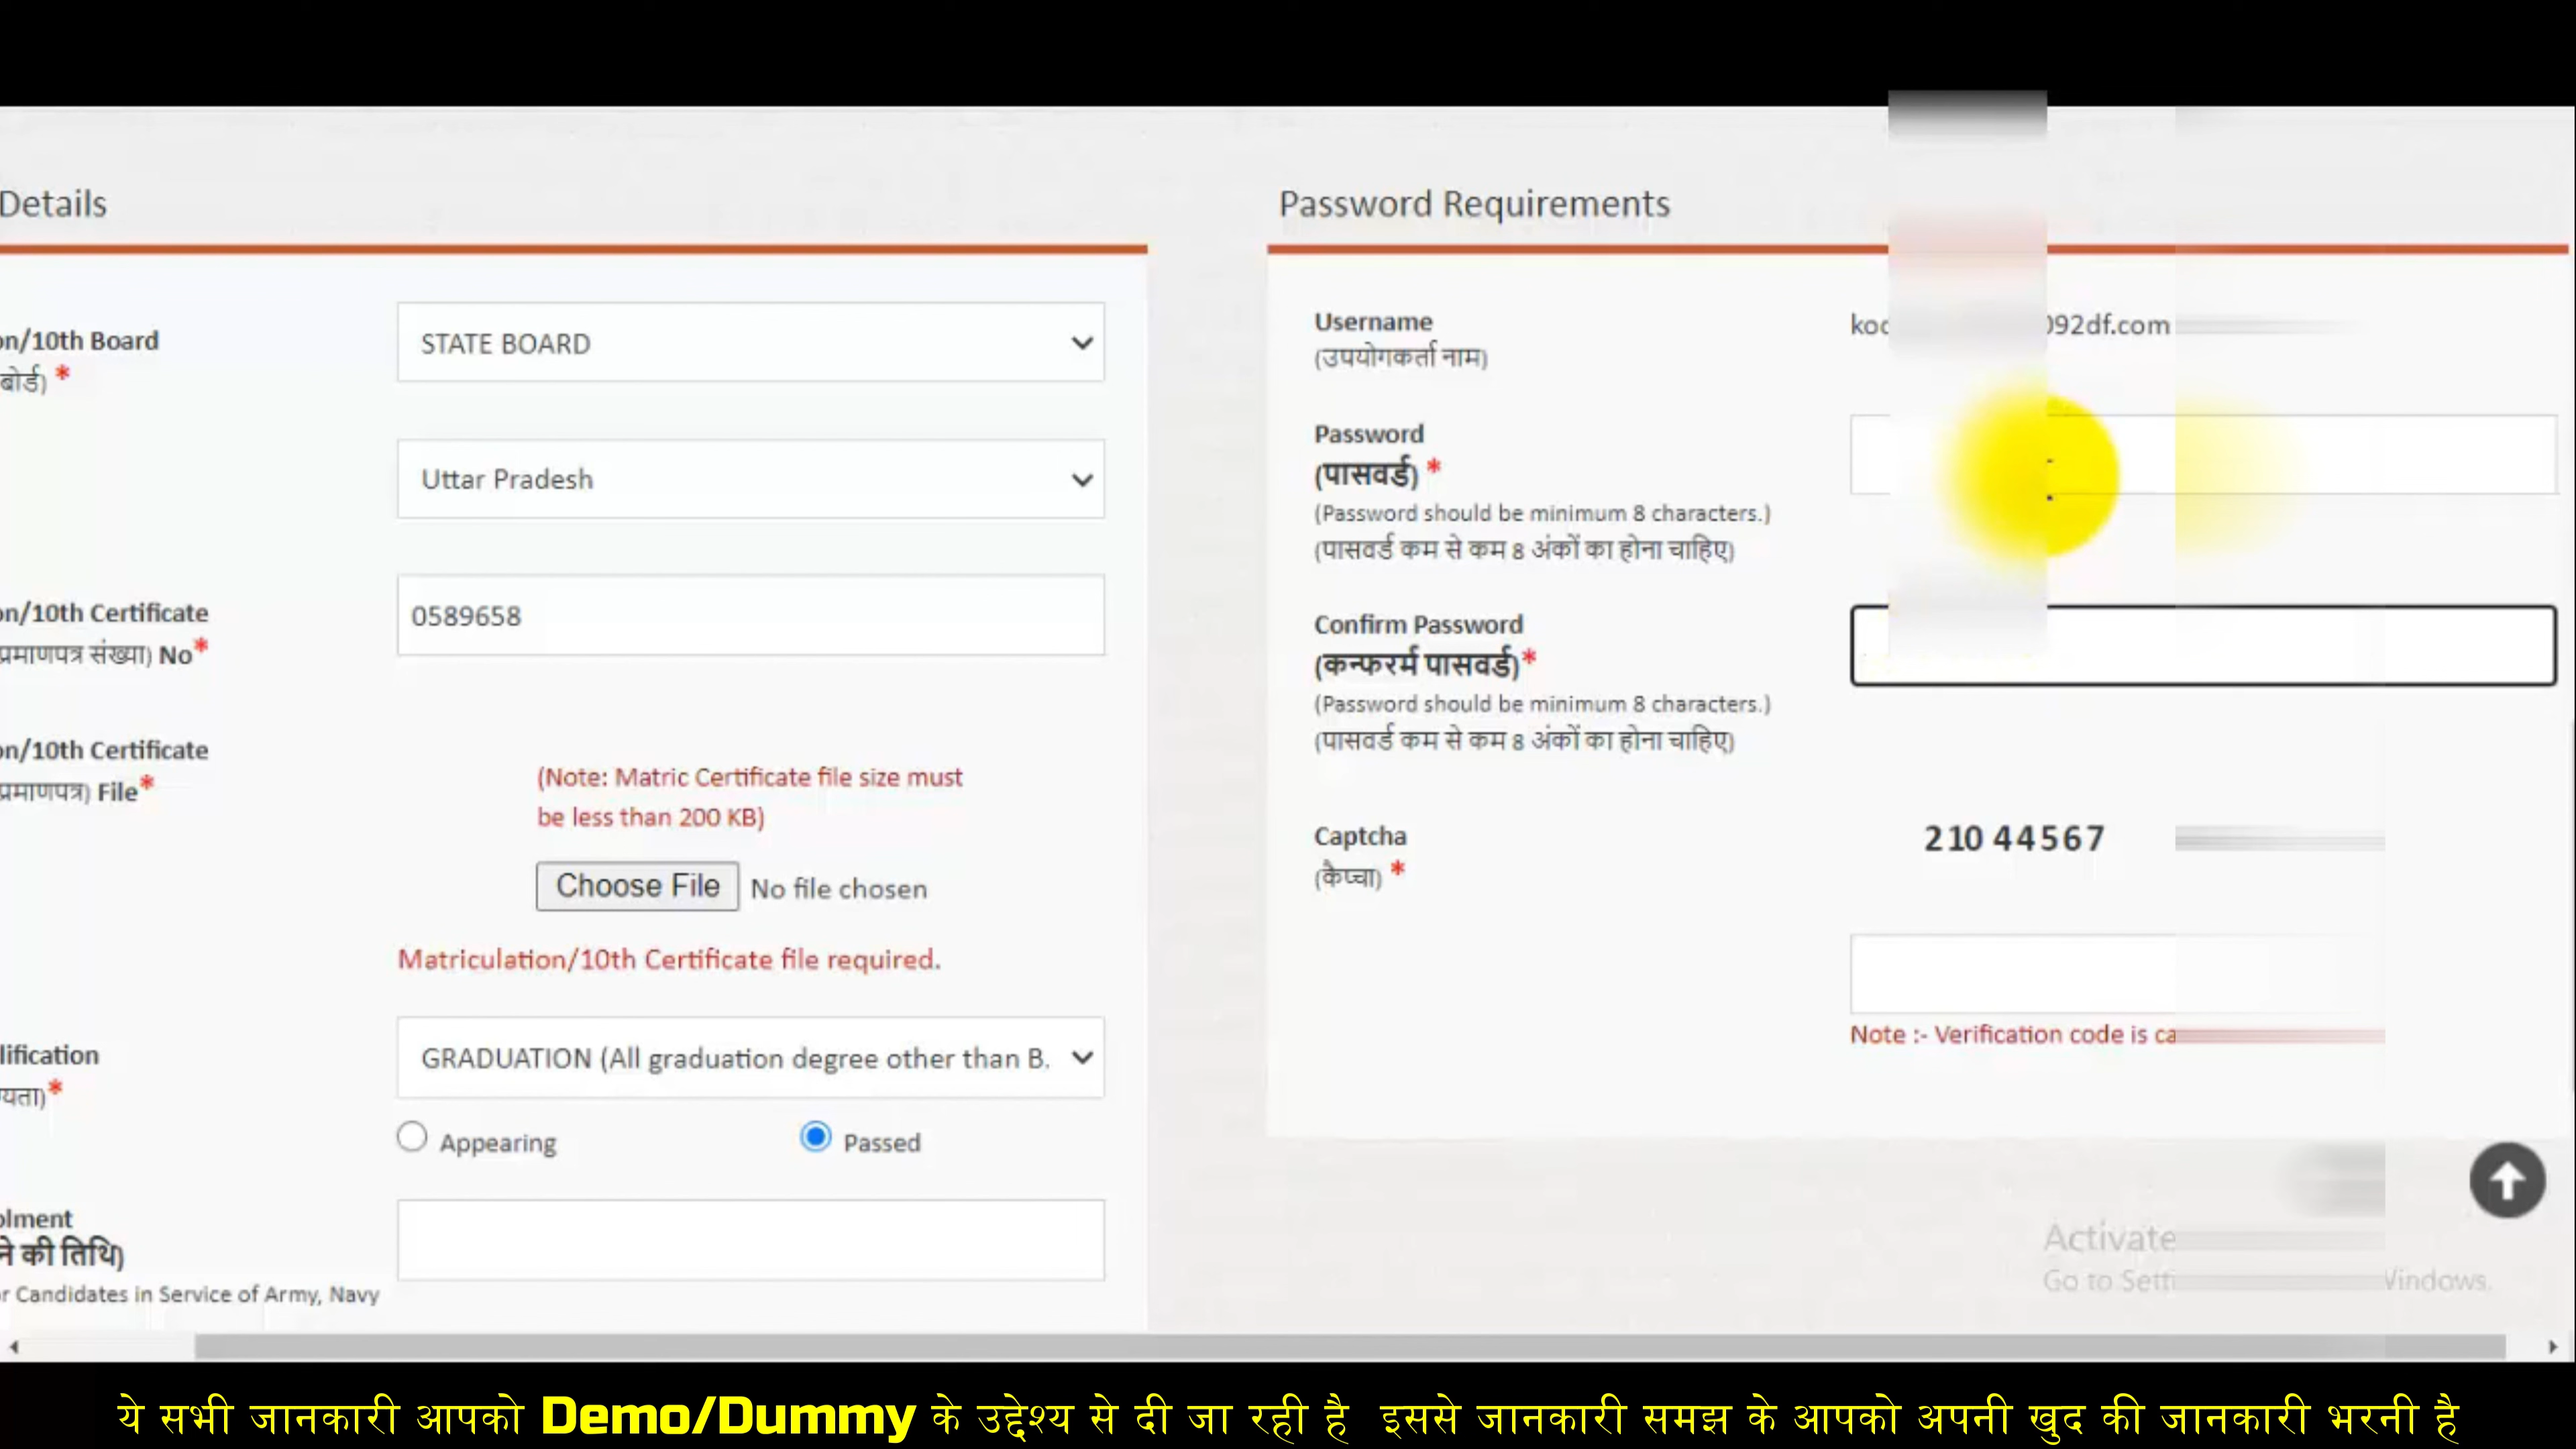 Details
on/10th Board
बोर्ड) *
STATE BOARD
Uttar Pradesh
on/10th Certificate
प्रमाणपत्र संख्या) No*
0589658
on/10th Certificate
प्रमाणपत्र) File*
(Note: Matric Certificate file size must
be less than 200 KB)
Choose File No file chosen
Matriculation/10th Certificate file required.
lification
यता)*
GRADUATION (All graduation degree other than B.
Appearing Passed
olment
ने की तिथि)
or Candidates in Service of Army, Navy
Password Requirements
Username
(उपयोगकर्ता नाम)
092df.com
Password
(पासवर्ड) *
(Password should be minimum 8 characters.)
(पासवर्ड कम से कम 8 अंकों का होना चाहिए)
Confirm Password
(कन्फरर्म पासवर्ड)*
(Password should be minimum 8 characters.)
(पासवर्ड कम से कम 8 अंकों का होना चाहिए)
Captcha
(कैप्चा) *
210 44567
Note :- Verification code is ca
Activate
Go to Windows.
ये सभी जानकारी आपको Demo/Dummy के उद्देश्य से दी जा रही है इससे जानकारी समझ के आपको अपनी खुद की जानकारी भरनी है